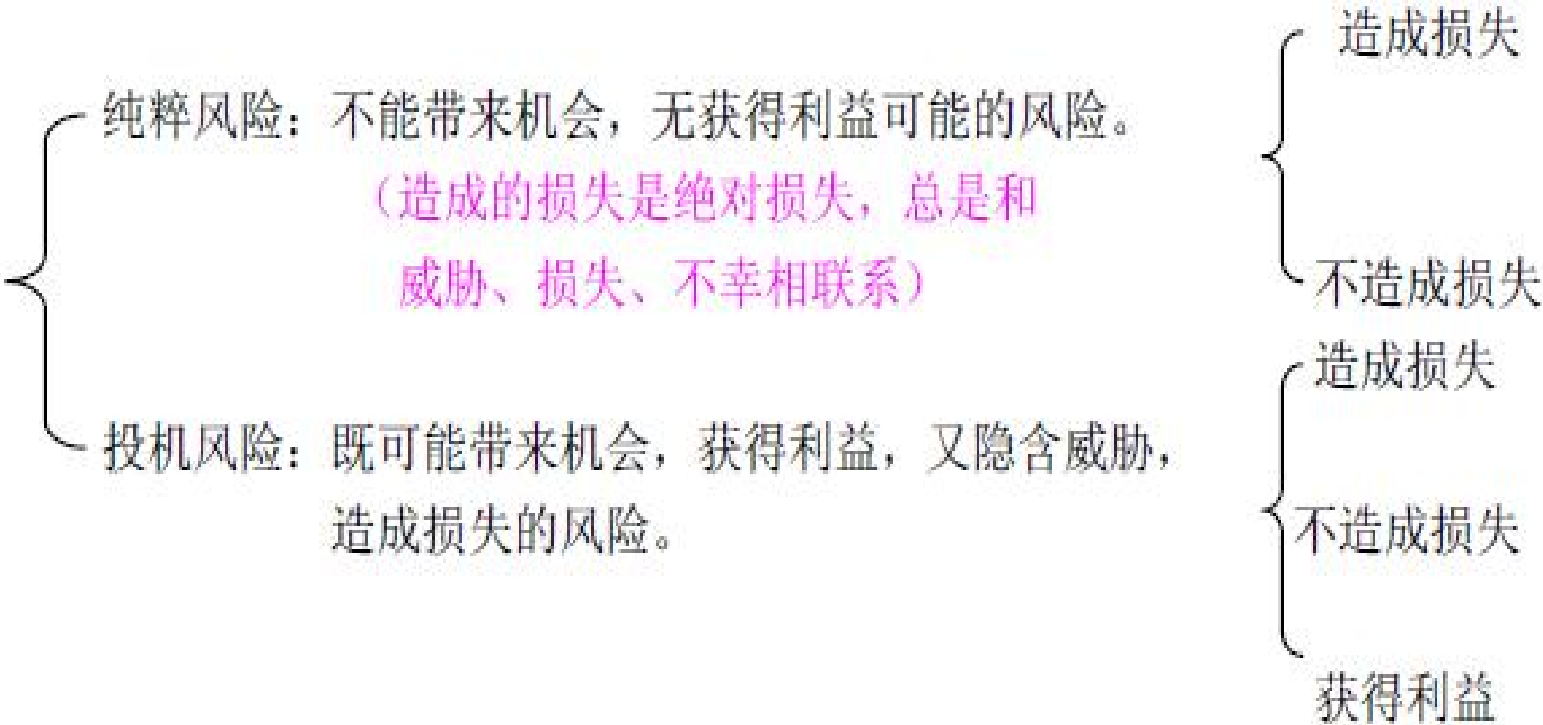 纯粹风险：不能带来机会，无获得利益可能的风险。
（造成的损失是绝对损失，总是和
威胁、损失、不幸相联系）
造成损失
不造成损失
投机风险：既可能带来机会，获得利益，又隐含威胁，
造成损失的风险。
造成损失
不造成损失
获得利益